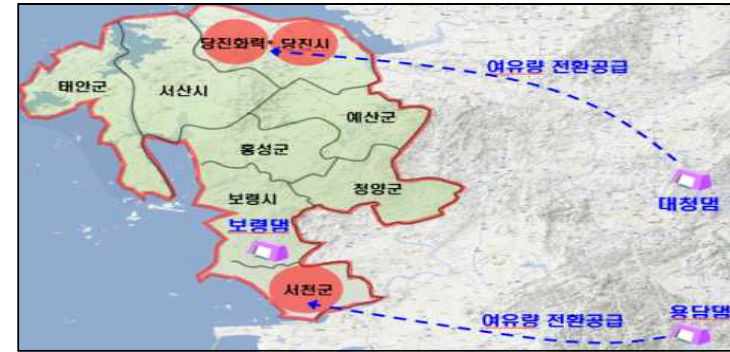 당진화력 당진시
여유량 전환공급
태안군
서산시
예산군
홍성군
청양군
보령시
보령댐
대청댐
서천군
용담댐
여유량 전환공급